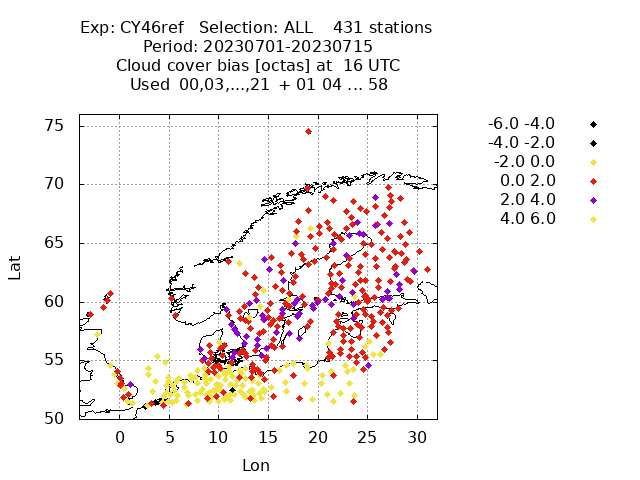 Exp: CY46ref   Selection: ALL    431 stations
Period: 20230701-20230715
Cloud cover bias [octas] at  16 UTC
Used  00,03,...,21  + 01 04 ... 58
75
70
65
60
55
50
Lat
0 5 10 15 20 25 30
Lon
-6.0 -4.0
-4.0 -2.0
-2.0 0.0
0.0 2.0
2.0 4.0
4.0 6.0